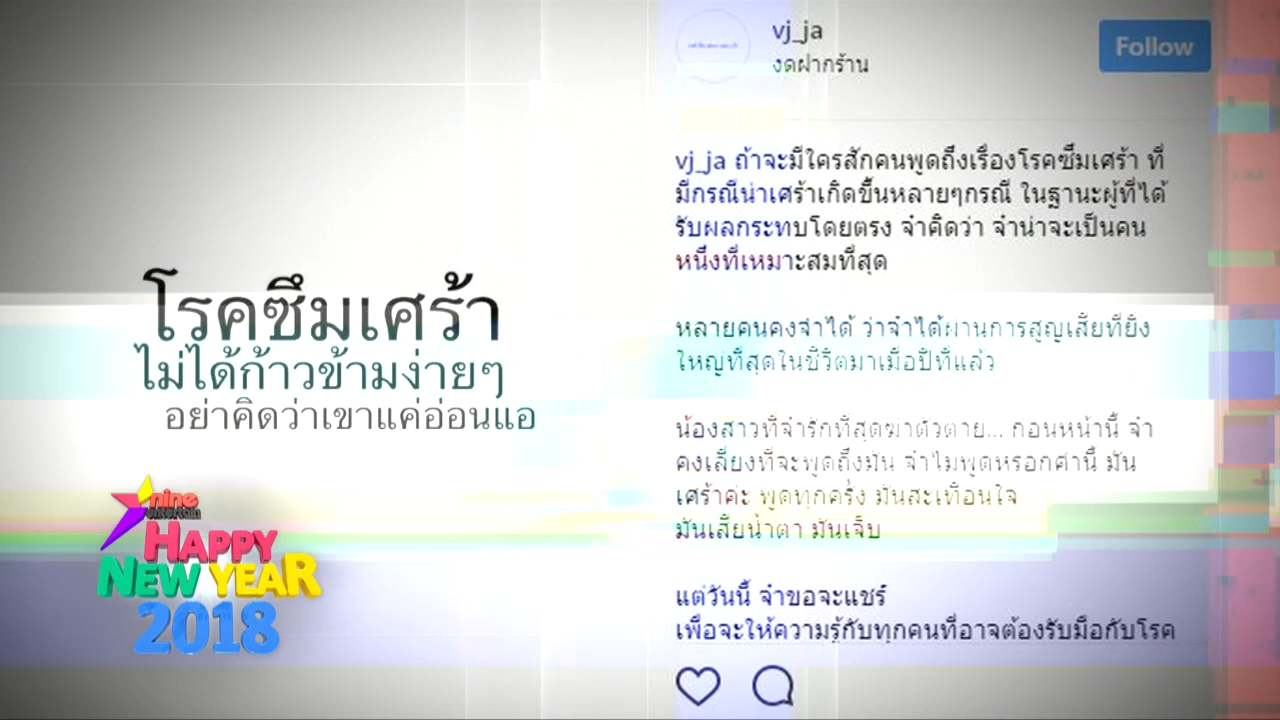 โรคซึมเศร้า
ไม่ได้ก้าวข้ามง่ายๆ
อย่าคิดว่าเขาแค่อ่อนแอ
nine
entertain
HAPPY
NEW YEAR
2018
vj_ja
งดฝากร้าน
Follow
vj_ja ถ้าจะมีใครสักคนพูดถึงเรื่องโรคซึมเศร้า ที่
มีกรณีน่าเศร้าเกิดขึ้นหลายๆกรณี ในฐานะผู้ที่ได้
รับผลกระทบโดยตรง จ๋าคิดว่า จ๋าน่าจะเป็นคน
หนึ่งที่เหมาะสมที่สุด
หลายคนคงจำได้ ว่าจ๋าได้ผ่านการสูญเสียที่ยิ่ง
ใหญ่ที่สุดในชีวิตมาเมื่อปีที่แล้ว
น้องสาวที่จ๋ารักที่สุดฆ่าตัวตาย... ก่อนหน้านี้ จ๋า
คงเลี่ยงที่จะพูดถึงมัน จ๋าไม่พูดหรอกคำนี้ มัน
เศร้าค่ะ พูดทุกครั้ง มันสะเทือนใจ
มันเสียน้ำตา มันเจ็บ
แต่วันนี้ จ๋าขอจะแชร์
เพื่อจะให้ความรู้กับทุกคนที่อาจต้องรับมือกับโรค